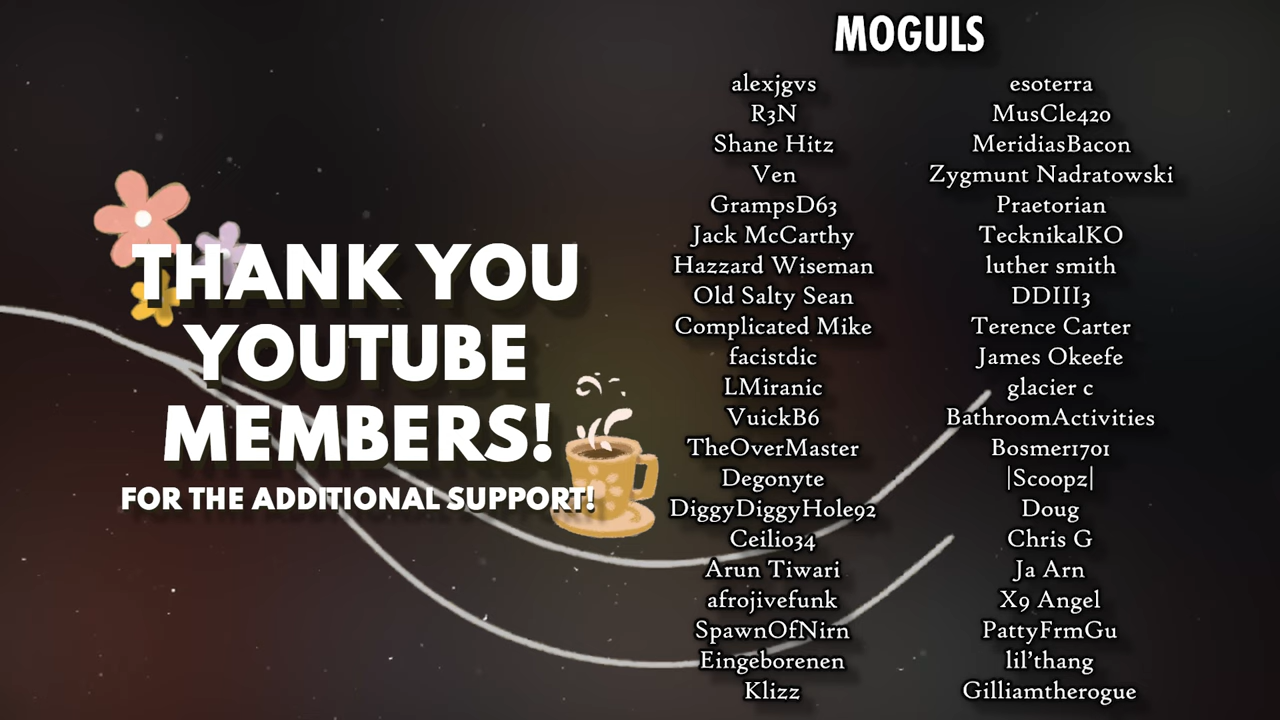 THANK YOU
YOUTUBE
MEMBERS!
FOR THE ADDITIONAL SUPPORT!
MOGULS
alexjgvs
R3N
Shane Hitz
Ven
GrampsD63
Jack McCarthy
Hazzard Wiseman
Old Salty Sean
Complicated Mike
facistdic
LMiranic
VuickB6
TheOverMaster
Degonyte
DiggyDiggyHole92
Ceilio34
Arun Tiwari
afrojivefunk
SpawnOfNirn
Eingeborenen
Klizz
esoterra
MusCle420
MeridiasBacon
Zygmunt Nadratowski
Praetorian
TecknikalKO
luther smith
DDIII3
Terence Carter
James Okeefe
glacier c
BathroomActivities
Bosmer1701
|Scoopz|
Doug
Chris G
Ja Arn
X9 Angel
PattyFrmGu
lil'thang
Gilliamtherogue